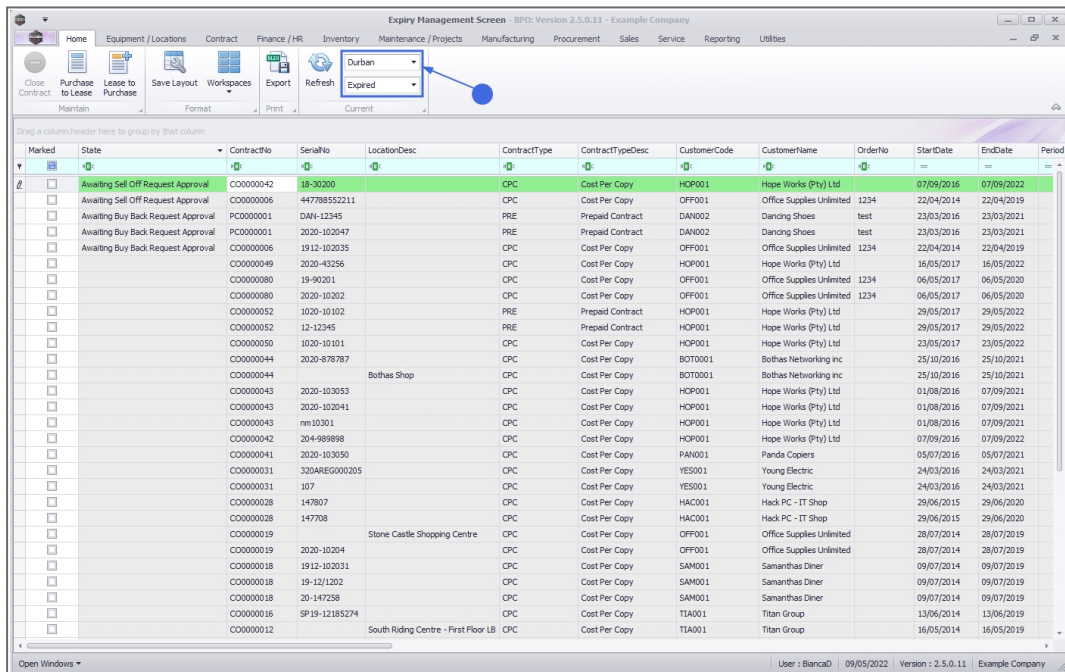 Expiry Management Screen - BPO: Version 2.5.0.11 - Example Company
Home Equipment / Locations Contract Finance / HR Inventory Maintenance / Projects Manufacturing Procurement Sales Service Reporting Utilities
Close Contract Purchase to Lease Lease to Purchase Save Layout Workspaces Export Refresh Durban
Expired
Maintain Format Print Current
Drag a column header here to group by that column
Marked State ContractNo SerialNo LocationDesc ContractType ContractTypeDesc CustomerCode CustomerName OrderNo StartDate EndDate Period
Awaiting Sell Off Request Approval CO0000042 18-30200 CPC Cost Per Copy HOP001 Hope Works (Pty) Ltd 07/09/2016 07/09/2022
Awaiting Sell Off Request Approval CO0000006 447788552211 CPC Cost Per Copy OFF001 Office Supplies Unlimited 1234 22/04/2014 22/04/2019
Awaiting Buy Back Request Approval PC0000001 DAN-12345 PRE Prepaid Contract DAN002 Dancing Shoes test 23/03/2016 23/03/2021
Awaiting Buy Back Request Approval PC0000001 2020-102047 PRE Prepaid Contract DAN002 Dancing Shoes test 23/03/2016 23/03/2021
Awaiting Buy Back Request Approval CO0000006 1912-102035 CPC Cost Per Copy OFF001 Office Supplies Unlimited 1234 22/04/2014 22/04/2019
CO0000049 2020-43256 CPC Cost Per Copy HOP001 Hope Works (Pty) Ltd 16/05/2017 16/05/2022
CO0000080 19-90201 CPC Cost Per Copy OFF001 Office Supplies Unlimited 1234 06/05/2017 06/05/2020
CO0000080 2020-10202 CPC Cost Per Copy OFF001 Office Supplies Unlimited 1234 06/05/2017 06/05/2020
CO0000052 1020-10102 PRE Prepaid Contract HOP001 Hope Works (Pty) Ltd 29/05/2017 29/05/2022
CO0000052 12-12345 PRE Prepaid Contract HOP001 Hope Works (Pty) Ltd 29/05/2017 29/05/2022
CO0000050 1020-10101 CPC Cost Per Copy HOP001 Hope Works (Pty) Ltd 23/05/2017 23/05/2022
CO0000044 2020-878787 CPC Cost Per Copy BOT0001 Bothas Networking inc 25/10/2016 25/10/2021
CO0000044 Bothas Shop CPC Cost Per Copy BOT0001 Bothas Networking inc 25/10/2016 25/10/2021
CO0000043 2020-103053 CPC Cost Per Copy HOP001 Hope Works (Pty) Ltd 01/08/2016 07/09/2021
CO0000043 2020-102041 CPC Cost Per Copy HOP001 Hope Works (Pty) Ltd 01/08/2016 07/09/2021
CO0000043 nm10301 CPC Cost Per Copy HOP001 Hope Works (Pty) Ltd 01/08/2016 07/09/2021
CO0000042 204-989898 CPC Cost Per Copy HOP001 Hope Works (Pty) Ltd 07/09/2016 07/09/2022
CO0000041 2020-103050 CPC Cost Per Copy PAN001 Panda Copiers 05/07/2016 05/07/2021
CO0000031 320AREG000205 CPC Cost Per Copy YES001 Young Electric 24/03/2016 24/03/2021
CO0000031 107 CPC Cost Per Copy YES001 Young Electric 24/03/2016 24/03/2021
CO0000028 147807 CPC Cost Per Copy HAC001 Hack PC - IT Shop 29/06/2015 29/06/2020
CO0000028 147708 CPC Cost Per Copy HAC001 Hack PC - IT Shop 29/06/2015 29/06/2020
CO0000019 Stone Castle Shopping Centre CPC Cost Per Copy OFF001 Office Supplies Unlimited 28/07/2014 28/07/2019
CO0000019 2020-10204 CPC Cost Per Copy OFF001 Office Supplies Unlimited 28/07/2014 28/07/2019
CO0000018 1912-102031 CPC Cost Per Copy SAM001 Samanthas Diner 09/07/2014 09/07/2019
CO0000018 19-12/1202 CPC Cost Per Copy SAM001 Samanthas Diner 09/07/2014 09/07/2019
CO0000018 20-147258 CPC Cost Per Copy SAM001 Samanthas Diner 09/07/2014 09/07/2019
CO0000016 SP19-12185274 CPC Cost Per Copy TIA001 Titan Group 13/06/2014 13/06/2019
CO0000012 South Riding Centre - First Floor LB CPC Cost Per Copy TIA001 Titan Group 16/05/2014 16/05/2019
Open Windows User : BiancaD 09/05/2022 Version : 2.5.0.11 Example Company